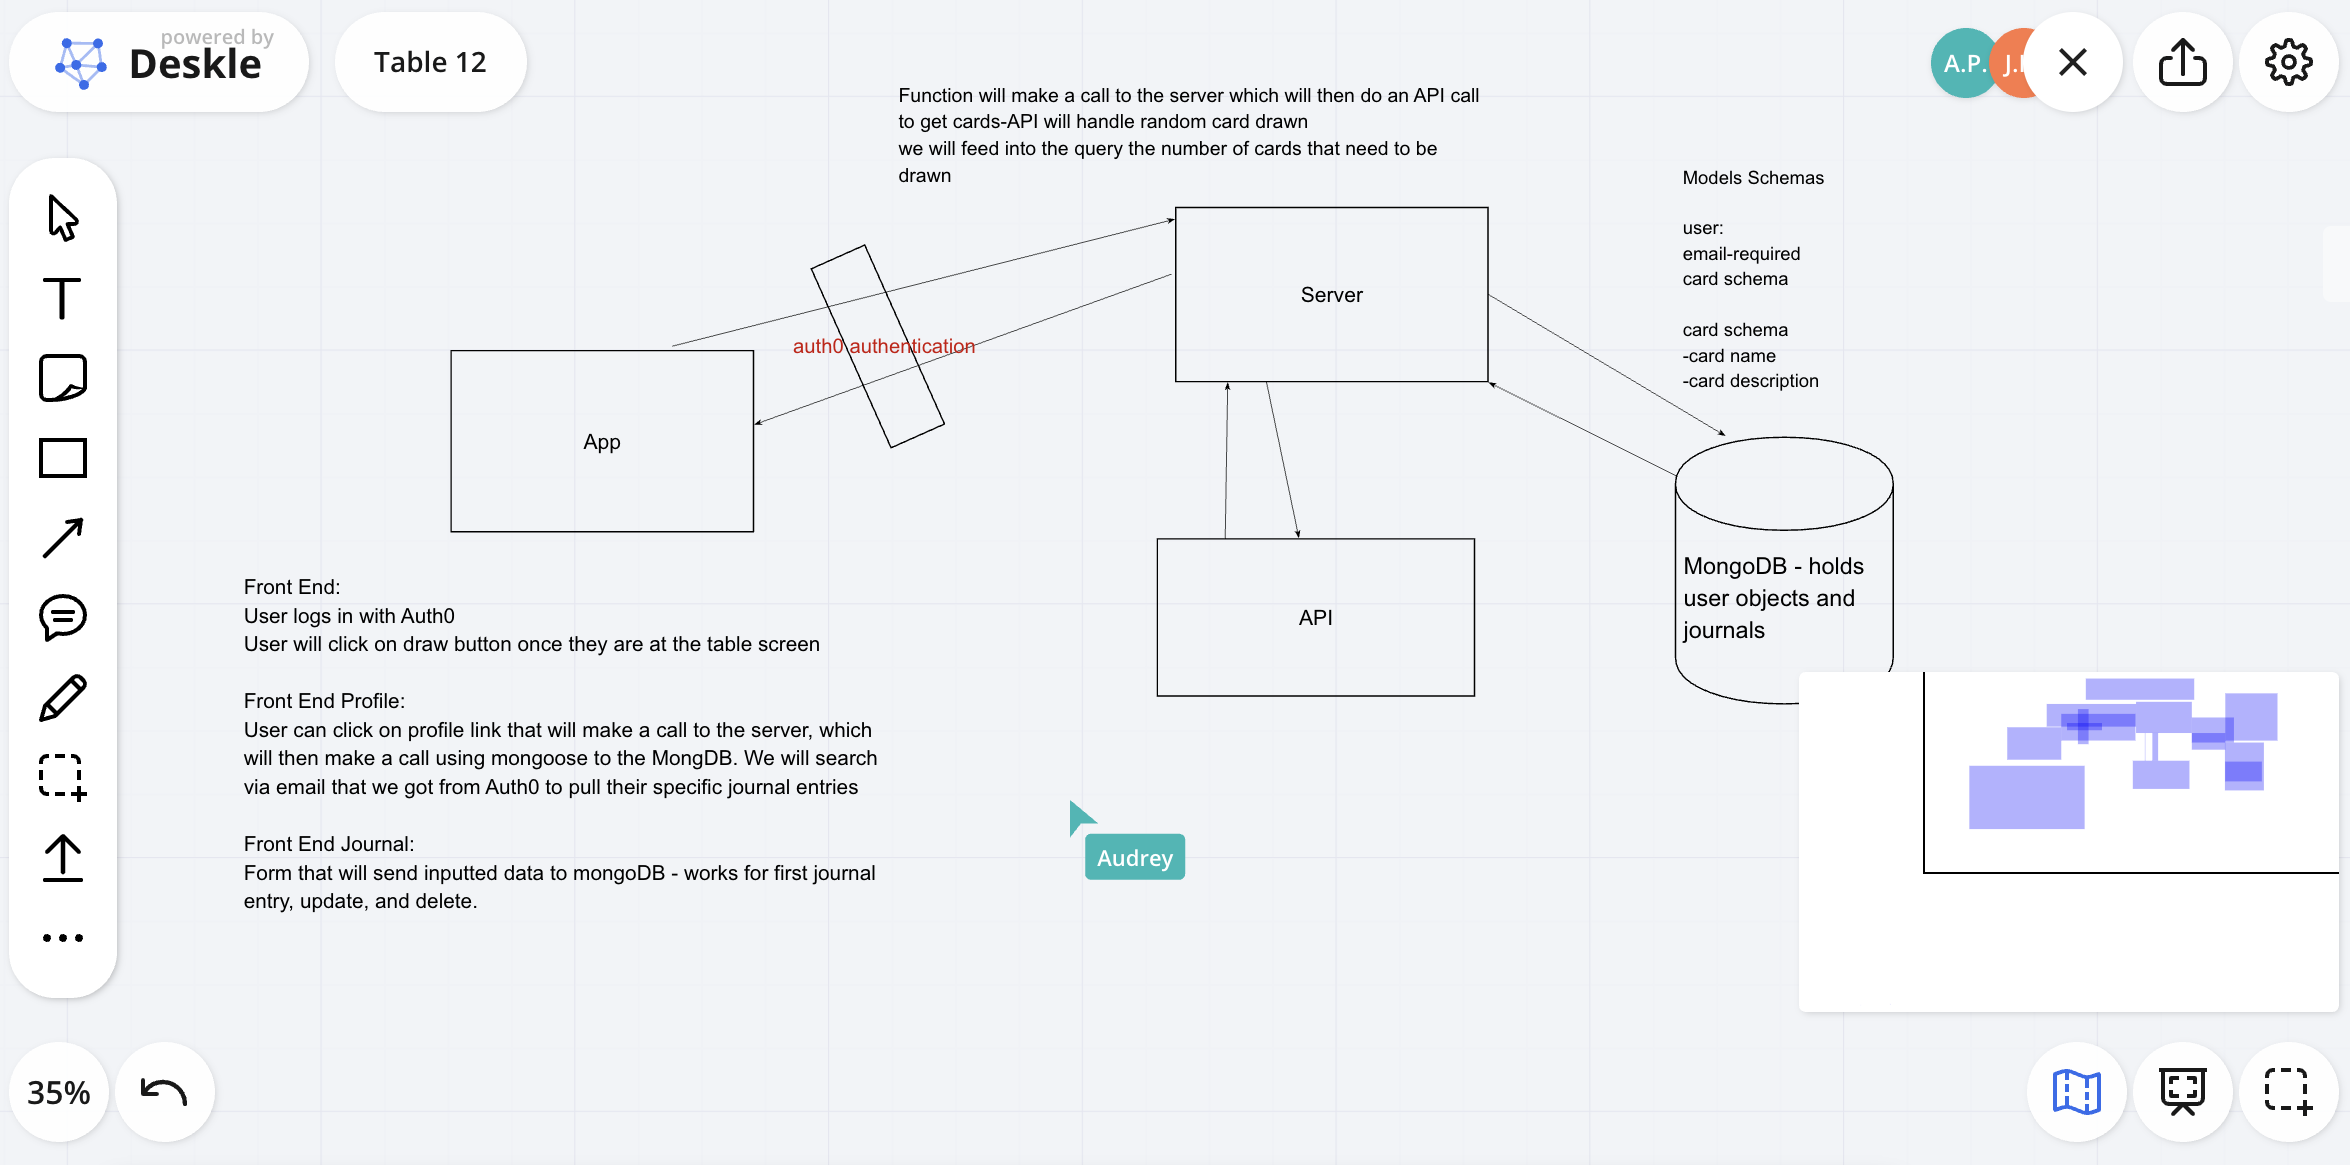 powered by
Deskle
Table 12
A.P.
Function will make a call to the server which will then do an API call
to get cards-API will handle random card drawn
we will feed into the query the number of cards that need to be
drawn
Models Schemas
user:
email-required
card schema
card schema
-card name
-card description
Server
auth0 authentication
App
API
MongoDB - holds
user objects and
journals
Front End:
User logs in with Auth0
User will click on draw button once they are at the table screen
Front End Profile:
User can click on profile link that will make a call to the server, which
will then make a call using mongoose to the MongDB. We will search
via email that we got from Auth0 to pull their specific journal entries
Front End Journal:
Form that will send inputted data to mongoDB - works for first journal
entry, update, and delete.
Audrey
35%